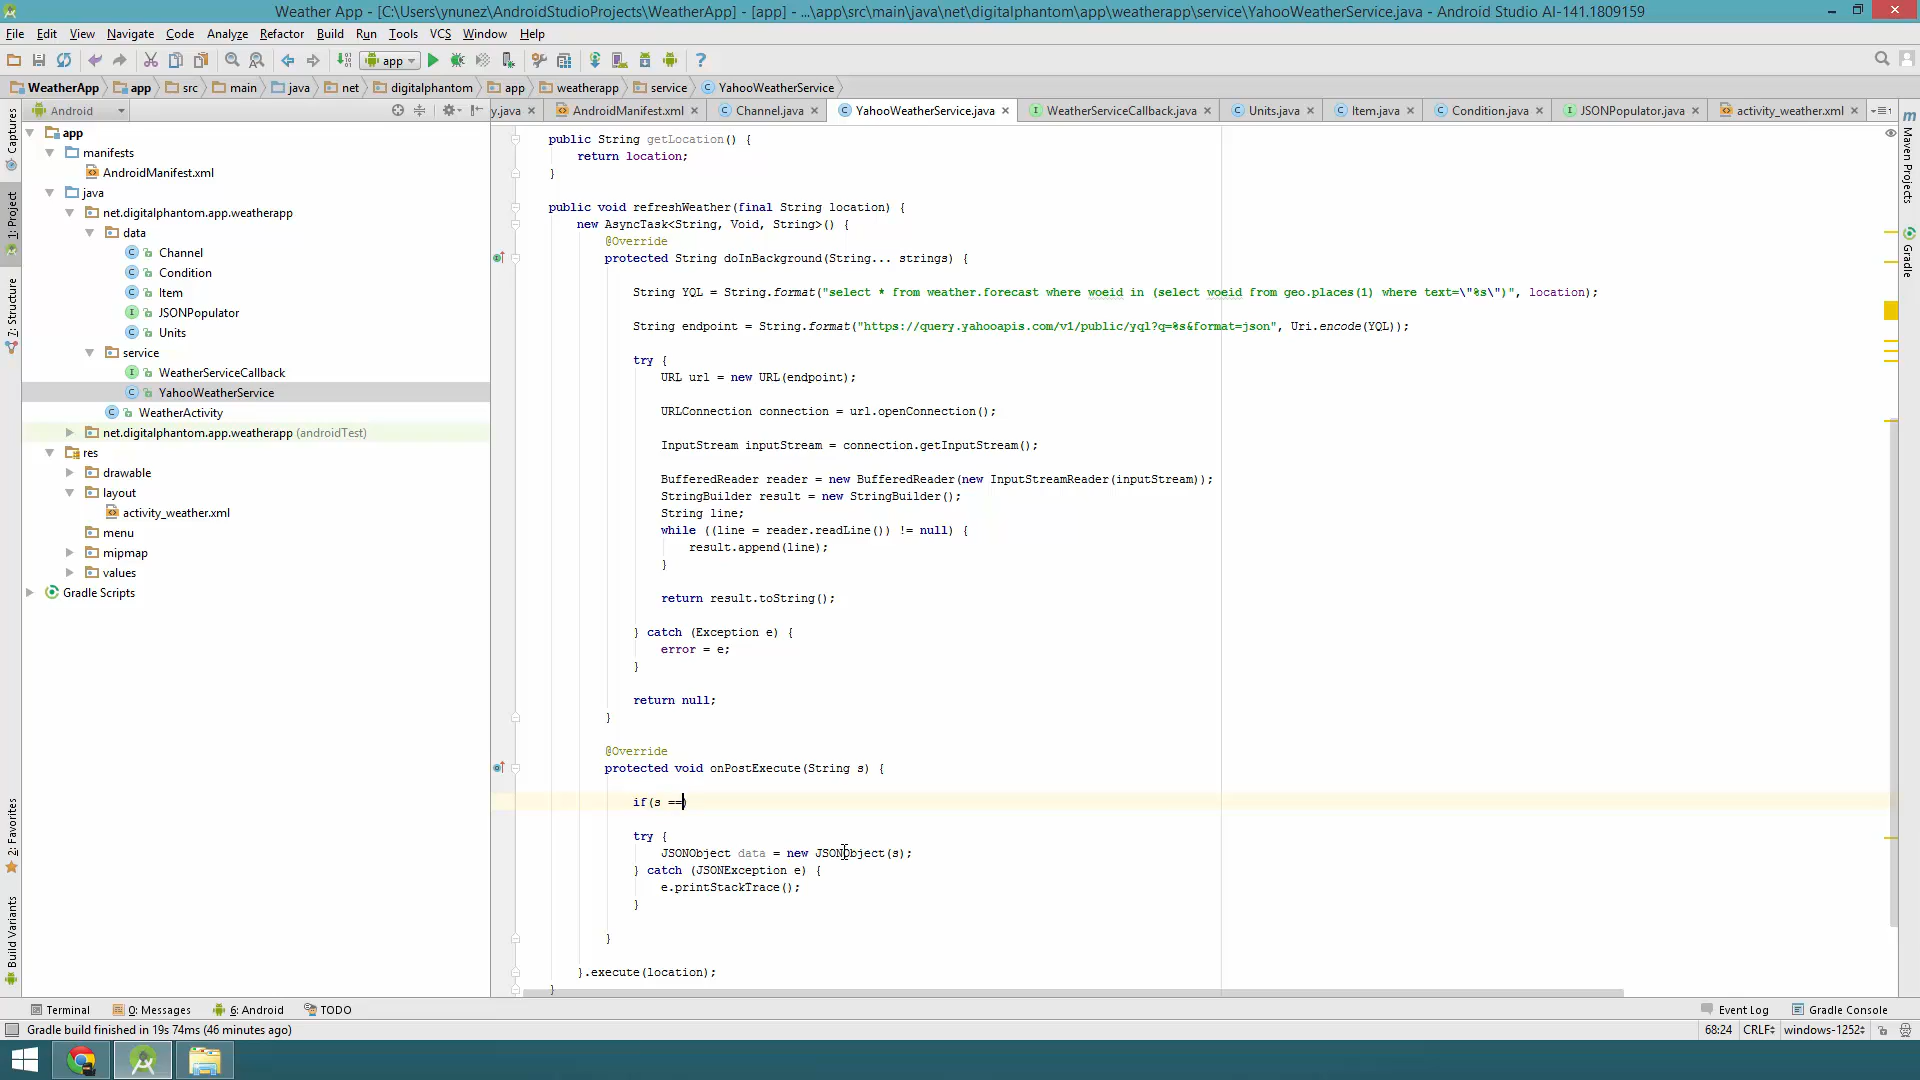 Weather App - [C:\Users\ynunez\AndroidStudioProjects\WeatherApp] - [app] - ...\app\src\main\java\net\digitalphantom\app\weatherapp\service\YahooWeatherService.java - Android Studio AI-141.1809159
File Edit View Navigate Code Analyze Refactor Build Run Tools VCS Window Help
app
WeatherApp app src main java net digitalphantom app weatherapp service YahooWeatherService
Android
y.java AndroidManifest.xml Channel.java YahooWeatherService.java WeatherServiceCallback.java Units.java Item.java Condition.java JSONPopulator.java activity_weather.xml
Captures
1: Project
7: Structure
2: Favorites
Build Variants
app
manifests
AndroidManifest.xml
java
net.digitalphantom.app.weatherapp
data
Channel
Condition
Item
JSONPopulator
Units
service
WeatherServiceCallback
YahooWeatherService
WeatherActivity
net.digitalphantom.app.weatherapp (androidTest)
res
drawable
layout
activity_weather.xml
menu
mipmap
values
Gradle Scripts
public String getLocation() {
return location;
}
public void refreshWeather(final String location) {
new AsyncTask<String, Void, String>() {
@Override
protected String doInBackground(String... strings) {
String YQL = String.format("select * from weather.forecast where woeid in (select woeid from geo.places(1) where text=\"%s\")", location);
String endpoint = String.format("https://query.yahooapis.com/v1/public/yql?q=%s&format=json", Uri.encode(YQL));
try {
URL url = new URL(endpoint);
URLConnection connection = url.openConnection();
InputStream inputStream = connection.getInputStream();
BufferedReader reader = new BufferedReader(new InputStreamReader(inputStream));
StringBuilder result = new StringBuilder();
String line;
while ((line = reader.readLine()) != null) {
result.append(line);
}
return result.toString();
} catch (Exception e) {
error = e;
}
return null;
}
@Override
protected void onPostExecute(String s) {
if(s ==)
try {
JSONObject data = new JSONObject(s);
} catch (JSONException e) {
e.printStackTrace();
}
}
}.execute(location);
}
Maven Projects
Gradle
Terminal 0: Messages 6: Android TODO Event Log Gradle Console
Gradle build finished in 19s 74ms (46 minutes ago) 68:24 CRLF windows-1252